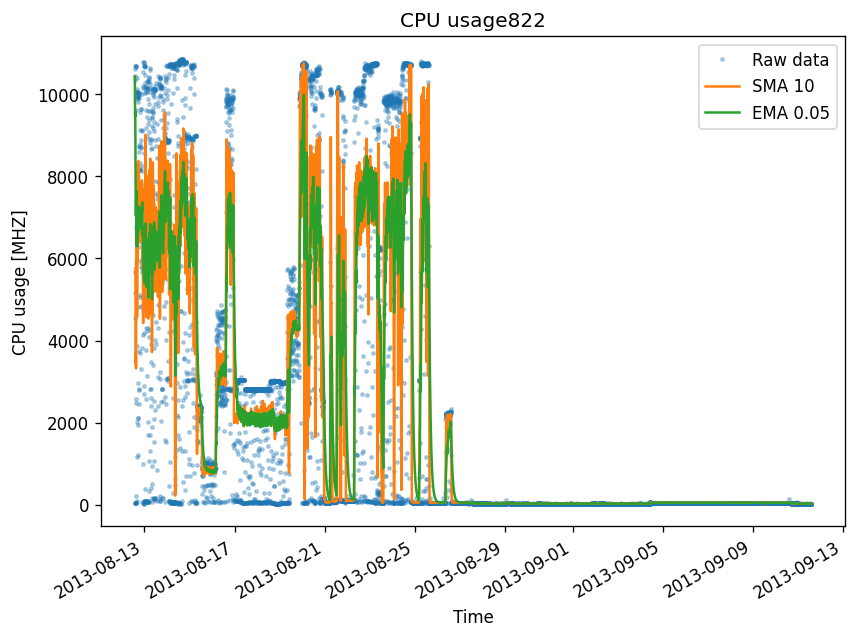 CPU usage822
Raw data
SMA 10
EMA 0.05
CPU usage [MHZ]
10000
8000
6000
4000
2000
0
2013-08-13
2013-08-17
2013-08-21
2013-08-25
2013-08-29
2013-09-01
2013-09-05
2013-09-09
2013-09-13
Time